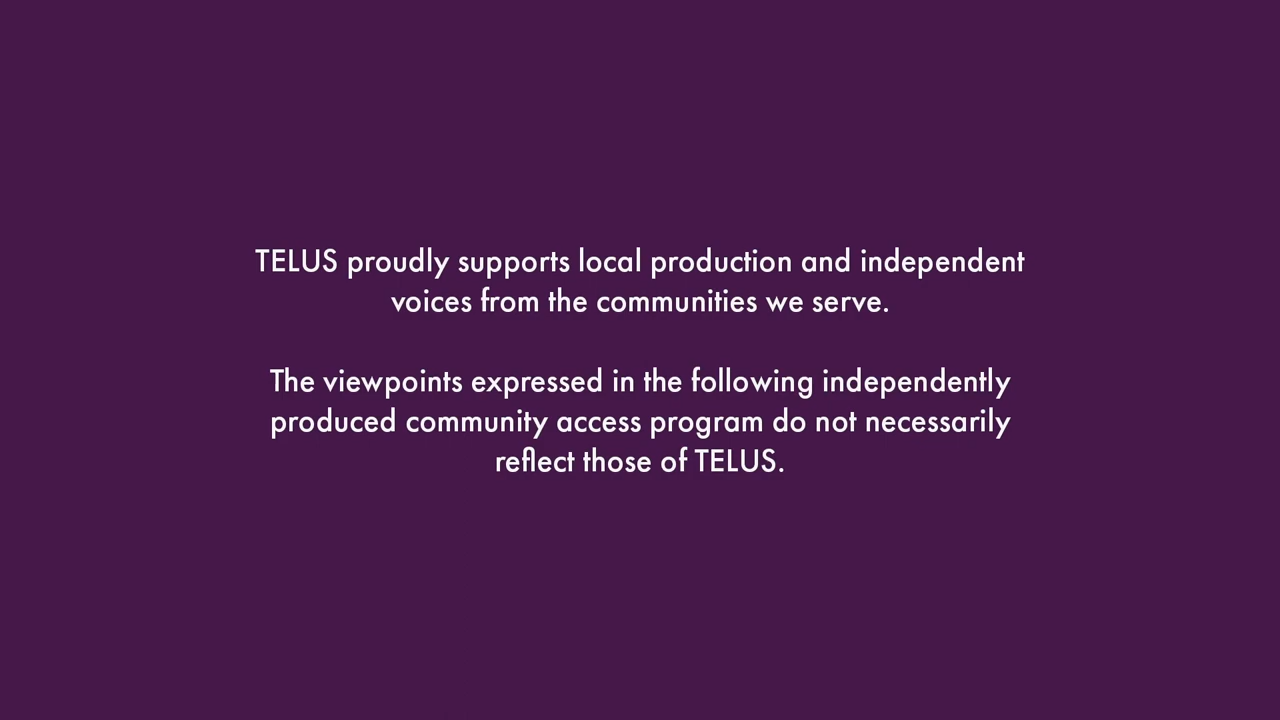 TELUS proudly supports local production and independent
voices from the communities we serve.
The viewpoints expressed in the following independently
produced community access program do not necessarily
reflect those of TELUS.